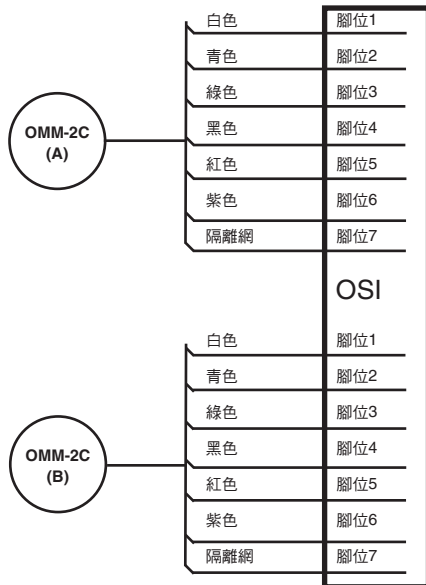 白色 腳位1
青色 腳位2
綠色 腳位3
OMM-2C
(A)
黑色 腳位4
紅色 腳位5
紫色 腳位6
隔離網 腳位7
OSI
白色 腳位1
青色 腳位2
綠色 腳位3
OMM-2C
(B)
黑色 腳位4
紅色 腳位5
紫色 腳位6
隔離網 腳位7